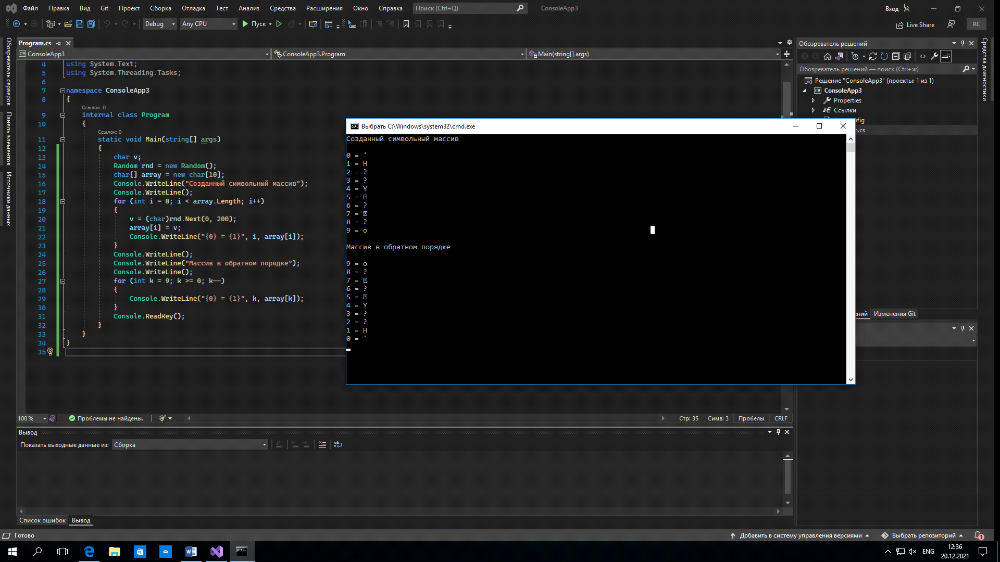 Файл Правка Вид Git Проект Сборка Отладка Тест Анализ Средства Расширения Окно Справка Поиск (Ctrl+Q) ConsoleApp3 Вход
Debug Any CPU Пуск Live Share RC
Обозреватель серверов
Панель элементов
Источники данных
Program.cs
ConsoleApp3 ConsoleApp3.Program Main(string[] args)
4 using System.Text;
5 using System.Threading.Tasks;
6
7 namespace ConsoleApp3
8 {
Ссылок: 0
9 internal class Program
10 {
Ссылок: 0
11 static void Main(string[] args)
12 {
13 char v;
14 Random rnd = new Random();
15 char[] array = new char[10];
16 Console.WriteLine("Созданный символьный массив");
17 Console.WriteLine();
18 for (int i = 0; i < array.Length; i++)
19 {
20 v = (char)rnd.Next(0, 200);
21 array[i] = v;
22 Console.WriteLine("{0} = {1}", i, array[i]);
23 }
24 Console.WriteLine();
25 Console.WriteLine("Массив в обратном порядке");
26 Console.WriteLine();
27 for (int k = 9; k >= 0; k--)
28 {
29 Console.WriteLine("{0} = {1}", k, array[k]);
30 }
31 Console.ReadKey();
32 }
33 }
34 }
35
Выбрать C:\Windows\system32\cmd.exe
Созданный символьный массив
0 = '
1 = H
2 = ?
3 = ?
4 = Y
5 = 
6 = ?
7 = 
8 = ?
9 = o
Массив в обратном порядке
9 = o
8 = ?
7 = 
6 = ?
5 = 
4 = Y
3 = ?
2 = ?
1 = H
0 = '
Обозреватель решений
Обозреватель решений — поиск (Ctrl+ж)
Решение "ConsoleApp3" (проекты: 1 из 1)
ConsoleApp3
Properties
Ссылки
Средства диагностики
Изменения Git
100 % Проблемы не найдены. Стр: 35 Симв: 3 Пробелы CRLF
Вывод
Показать выходные данные из: Сборка
Список ошибок Вывод
Готово Добавить в систему управления версиями Выбрать репозиторий 1
ENG 12:36
20.12.2021